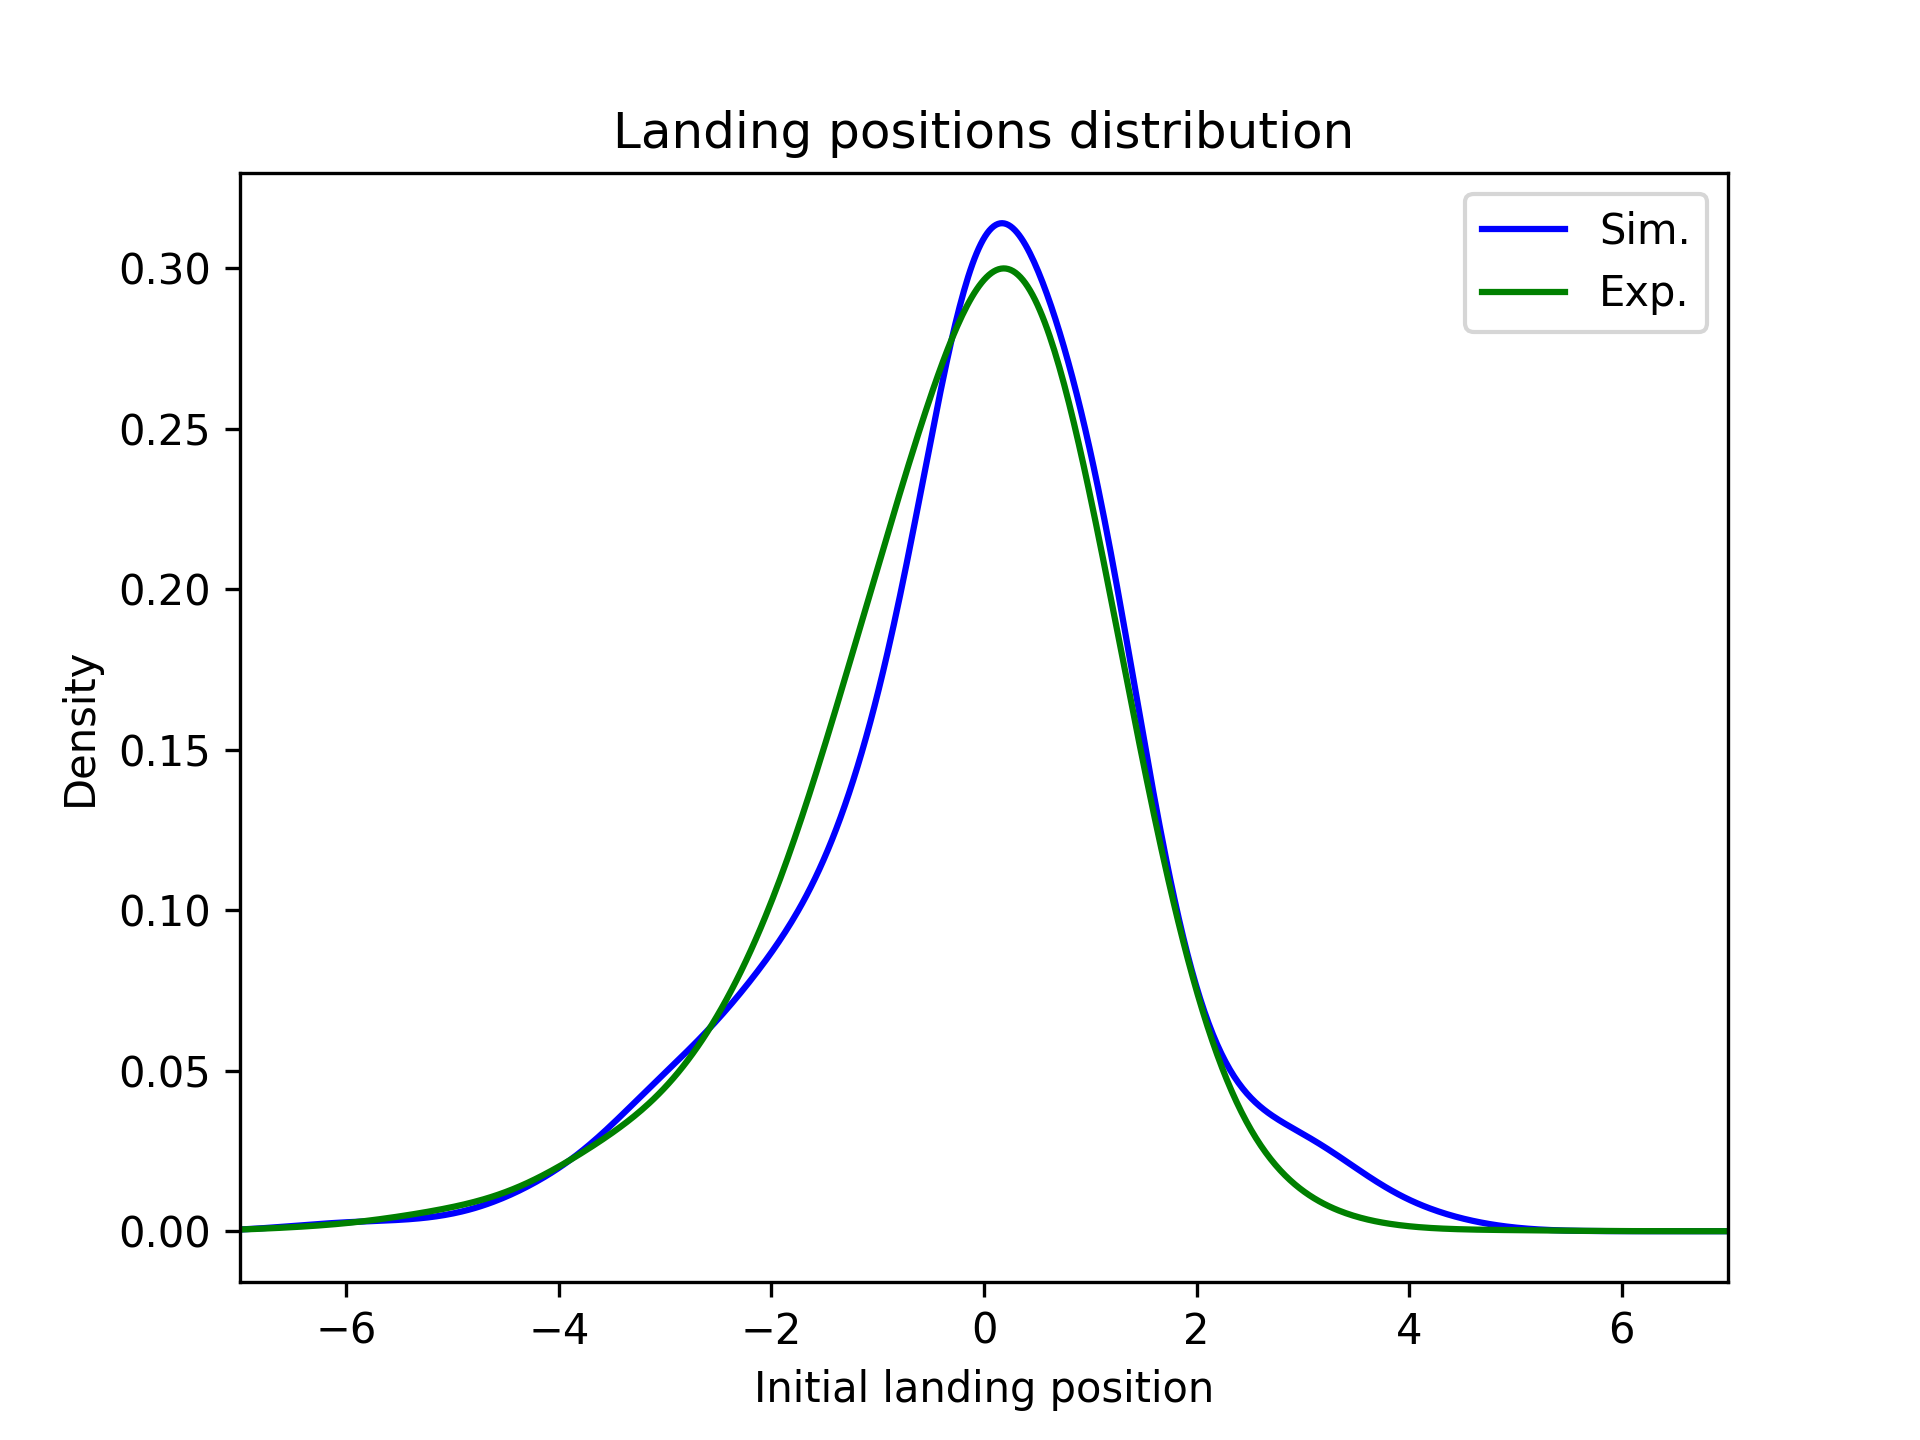 Landing positions distribution
Sim.
Exp.
0.30
0.25
0.20
0.15
0.10
0.05
0.00
Density
−6
−4
−2
0
2
4
6
Initial landing position